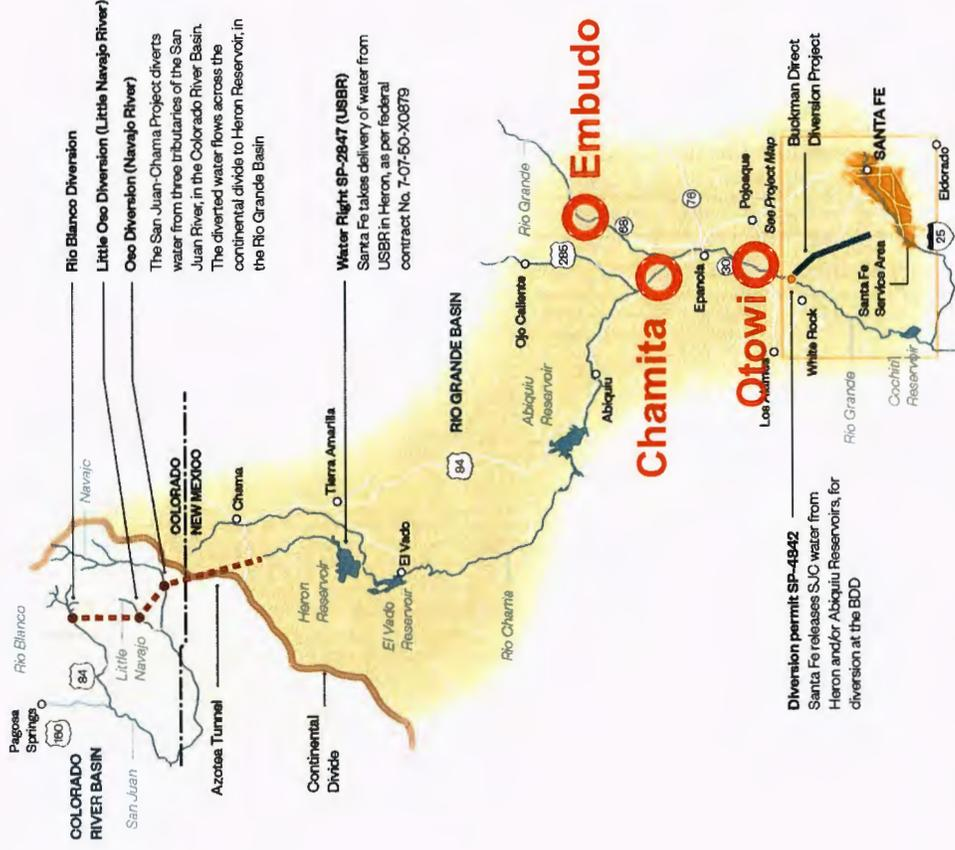 Rio Blanco Diversion
Little Oso Diversion (Little Navajo River)
Oso Diversion (Navajo River)
The San Juan-Chama Project diverts
water from three tributaries of the San
Juan River, in the Colorado River Basin.
The diverted water flows across the
continental divide to Heron Reservoir, in
the Rio Grande Basin
Water Right SP-2847 (USBR)
Santa Fe takes delivery of water from
USBR in Heron, as per federal
contract No. 7-07-50-X0879
Rio Blanco
Navajo
Pagosa
Springs
160
84
Little
Navajo
COLORADO
RIVER BASIN
San Juan
COLORADO
NEW MEXICO
Chama
Azotea Tunnel
Tierra Amarilla
Heron
Reservoir
El Vado
El Vado
Reservoir
Continental
Divide
84
RIO GRANDE BASIN
Rio Chama
Abiquiu
Reservoir
Abiquiu
Ojo Caliente
285
Rio Grande
Embudo
68
Chamita
Espanola
76
30
Pojoaque
See Project Map
Otowi
Los Alamos
Buckman Direct
Diversion Project
White Rock
Diversion permit SP-4842
Santa Fe releases SJC water from
Heron and/or Abiquiu Reservoirs, for
diversion at the BDD
Santa Fe
Service Area
SANTA FE
Rio Grande
Cochiti
Reservoir
25
Eldorado